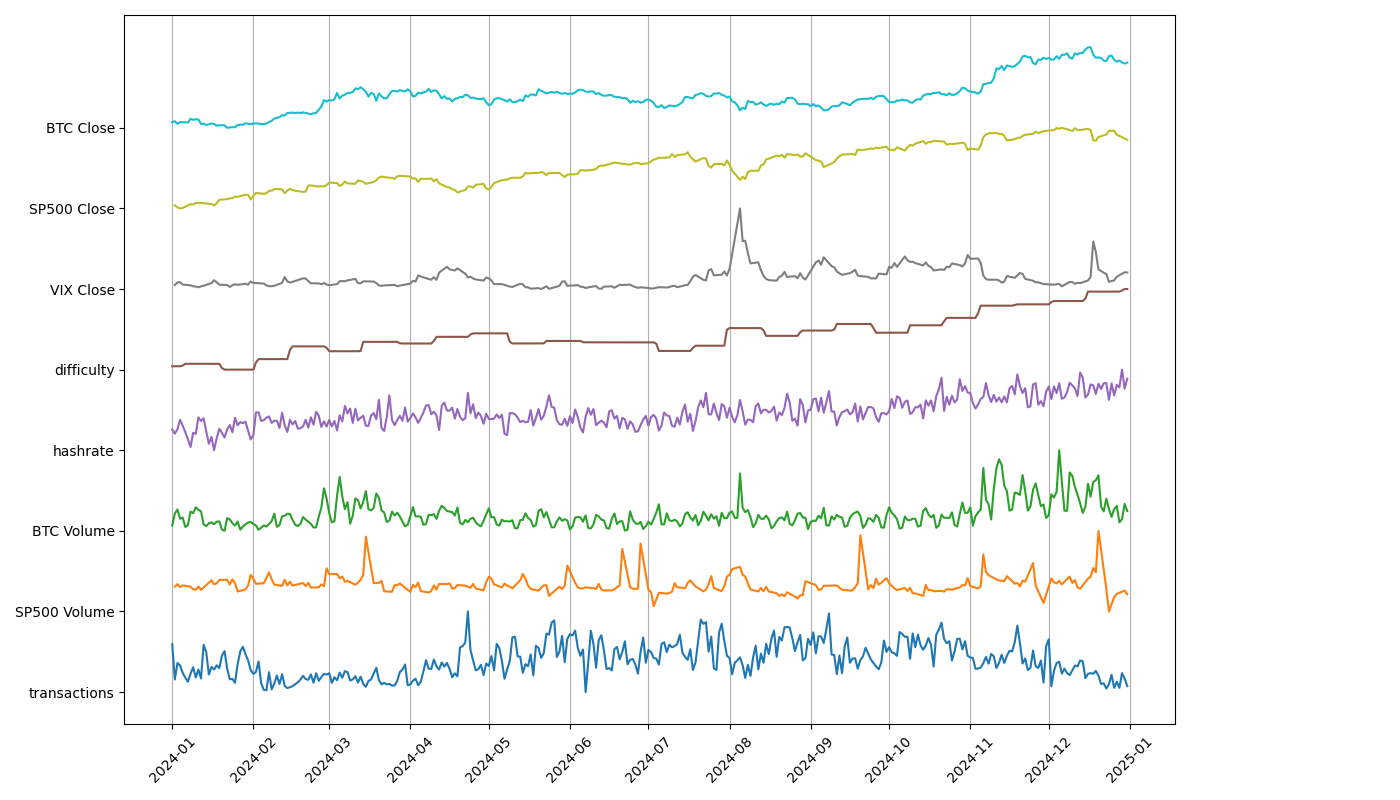 BTC Close
SP500 Close
VIX Close
difficulty
hashrate
BTC Volume
SP500 Volume
transactions
2024-01
2024-02
2024-03
2024-04
2024-05
2024-06
2024-07
2024-08
2024-09
2024-10
2024-11
2024-12
2025-01